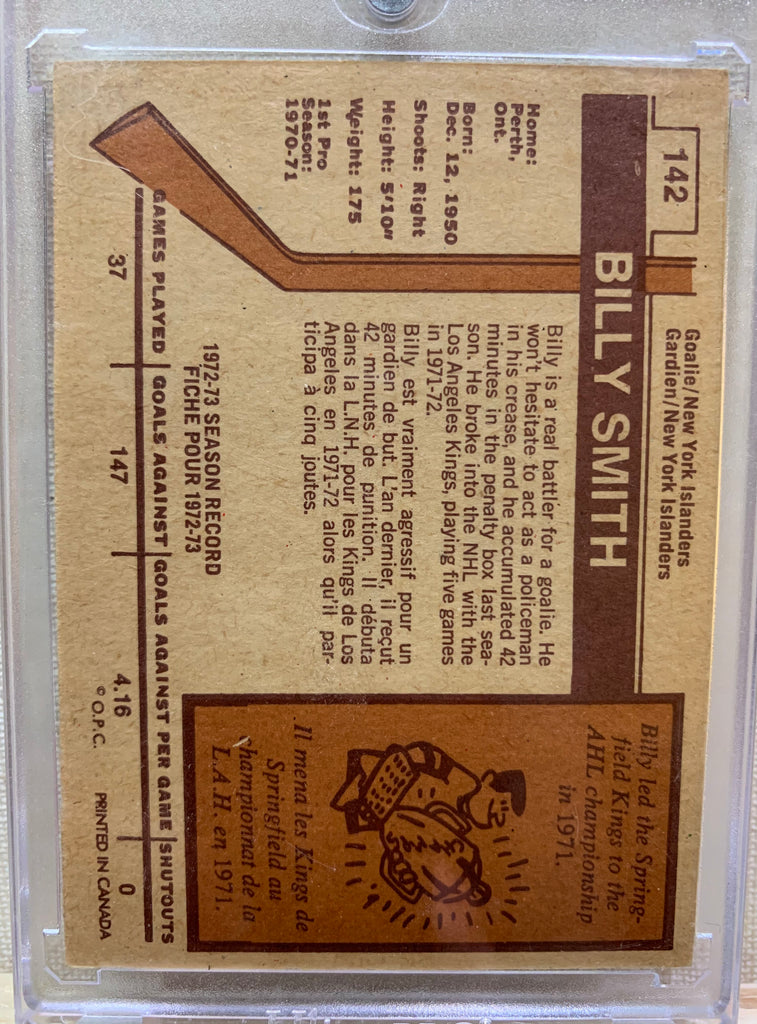 142
Goalie/New York Islanders
Gardien/New York Islanders
BILLY SMITH
Home:
Perth,
Ont.
Born:
Dec. 12, 1950
Shoots: Right
Height: 5'10"
Weight: 175
1st Pro
Season:
1970-71
Billy is a real battler for a goalie. He
won't hesitate to act as a policeman
in his crease, and he accumulated 42
minutes in the penalty box last sea-
son. He broke into the NHL with the
Los Angeles Kings, playing five games
in 1971-72.
Billy est vraiment agressif pour un
gardien de but. L'an dernier, il reçut
42 minutes de punition. Il débuta
dans la L.N.H. pour les Kings de Los
Angeles en 1971-72 alors qu'il par-
ticipa à cinq joutes.
Billy led the Spring-
field Kings to the
AHL championship
in 1971.
Il mena les Kings de
Springfield au
championnat de la
L.A.H. en 1971.
1972-73 SEASON RECORD
FICHE POUR 1972-73
GAMES PLAYED GOALS AGAINST GOALS AGAINST PER GAME SHUTOUTS
37 147 4.16 0
© O.P.C. PRINTED IN CANADA